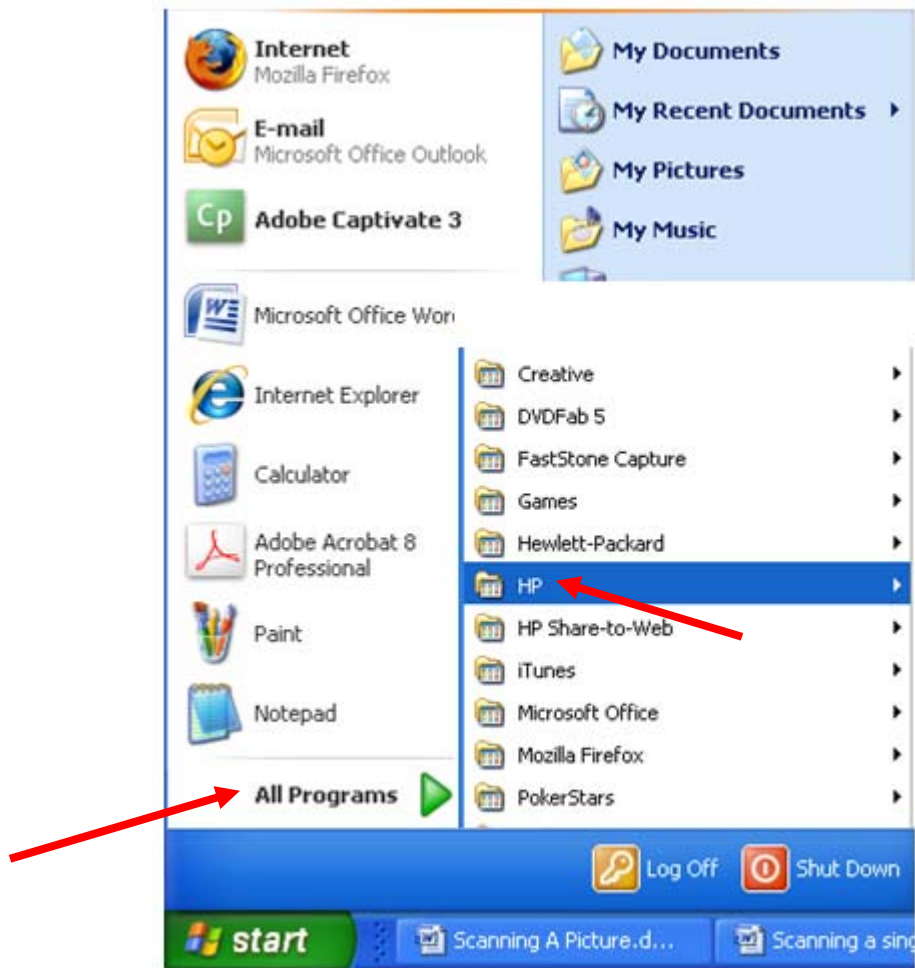 Internet
Mozilla Firefox
E-mail
Microsoft Office Outlook
Cp
Adobe Captivate 3
Microsoft Office
Internet Explorer
Calculator
Adobe Acrobat 8
Professional
Paint
Notepad
All Programs
My Documents
My Recent Documents
My Pictures
My Music
Creative
DVDFab 5
FastStone Capture
Games
Hewlett-Packard
HP
HP Share-to-Web
iTunes
Microsoft Office
Mozilla Firefox
PokerStars
Log Off
Shut Down
start
Scanning A Picture.d...
Scanning a